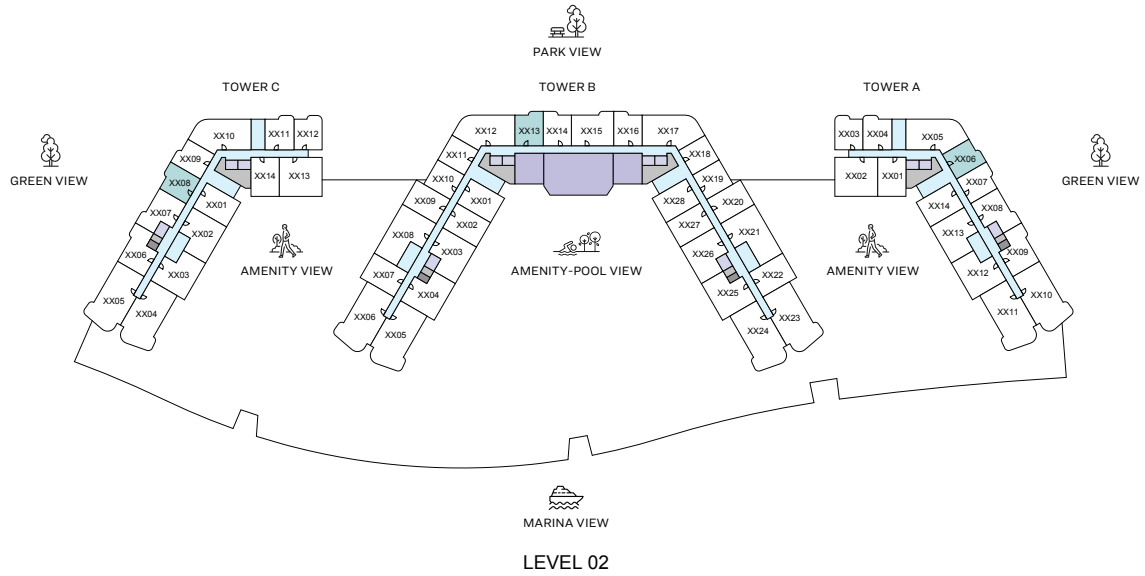 PARK VIEW
TOWER C
TOWER B
TOWER A
XX10
XX11
XX12
XX09
XX08
XX14
XX13
XX07
XX01
XX02
XX06
XX03
XX05
XX04
XX12
XX13
XX14
XX15
XX16
XX17
XX11
XX18
XX10
XX01
XX19
XX09
XX02
XX28
XX20
XX08
XX03
XX27
XX21
XX07
XX04
XX26
XX22
XX06
XX05
XX25
XX23
XX24
XX03
XX04
XX05
XX06
XX02
XX01
XX07
XX14
XX08
XX13
XX09
XX12
XX10
XX11
GREEN VIEW
GREEN VIEW
AMENITY VIEW
AMENITY-POOL VIEW
AMENITY VIEW
MARINA VIEW
LEVEL 02